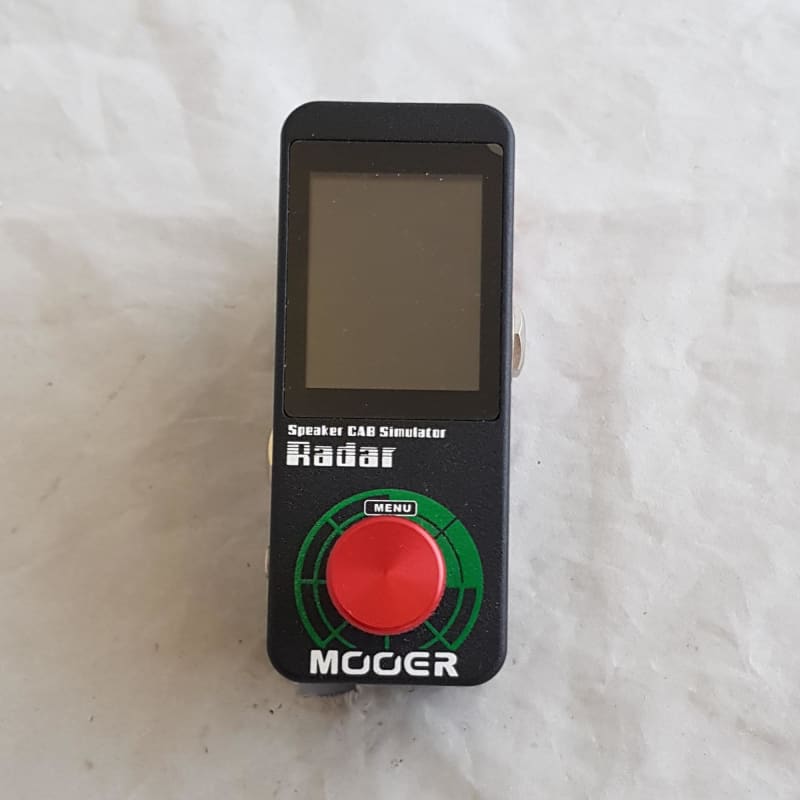 Speaker CAB Simulator
Radar
MENU
MOOER